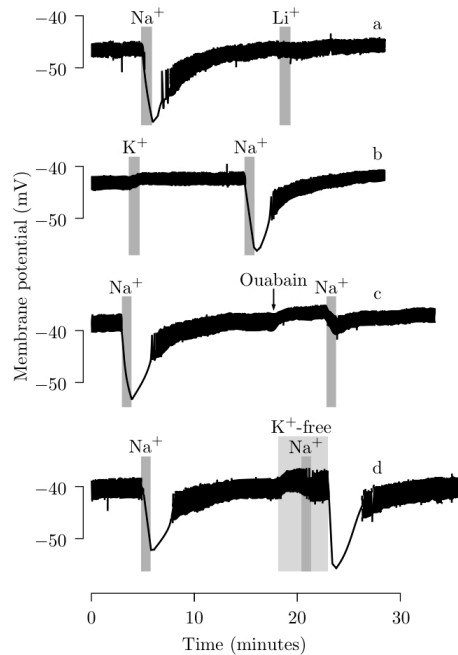 Na⁺ Li⁺
−40 a
−50
K⁺ Na⁺
−40 b
−50
Na⁺ Ouabain Na⁺
c
−40
−50
K⁺-free
Na⁺ Na⁺
−40 d
−50
Membrane potential (mV)
0 10 20 30
Time (minutes)